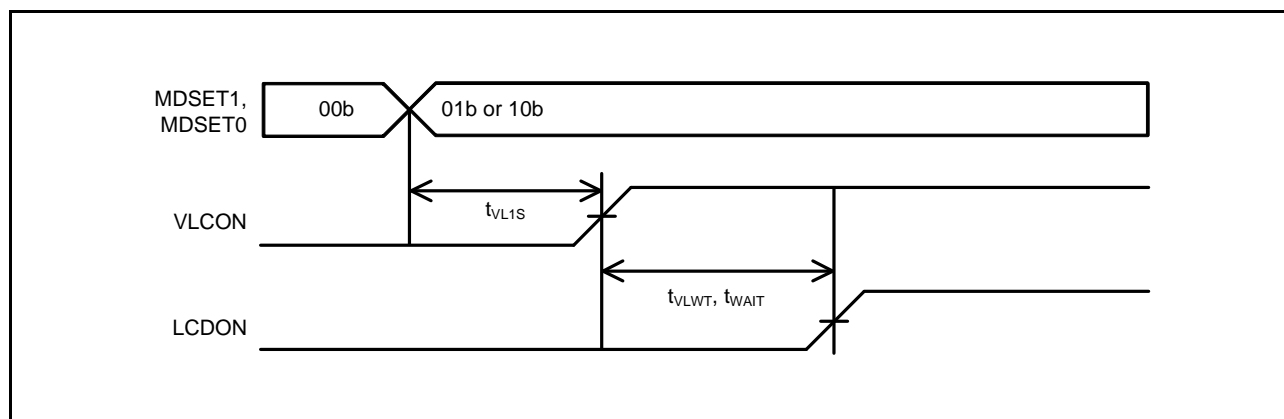 MDSET1,
MDSET0
00b
01b or 10b
tVL1S
VLCON
tVLWT, tWAIT
LCDON